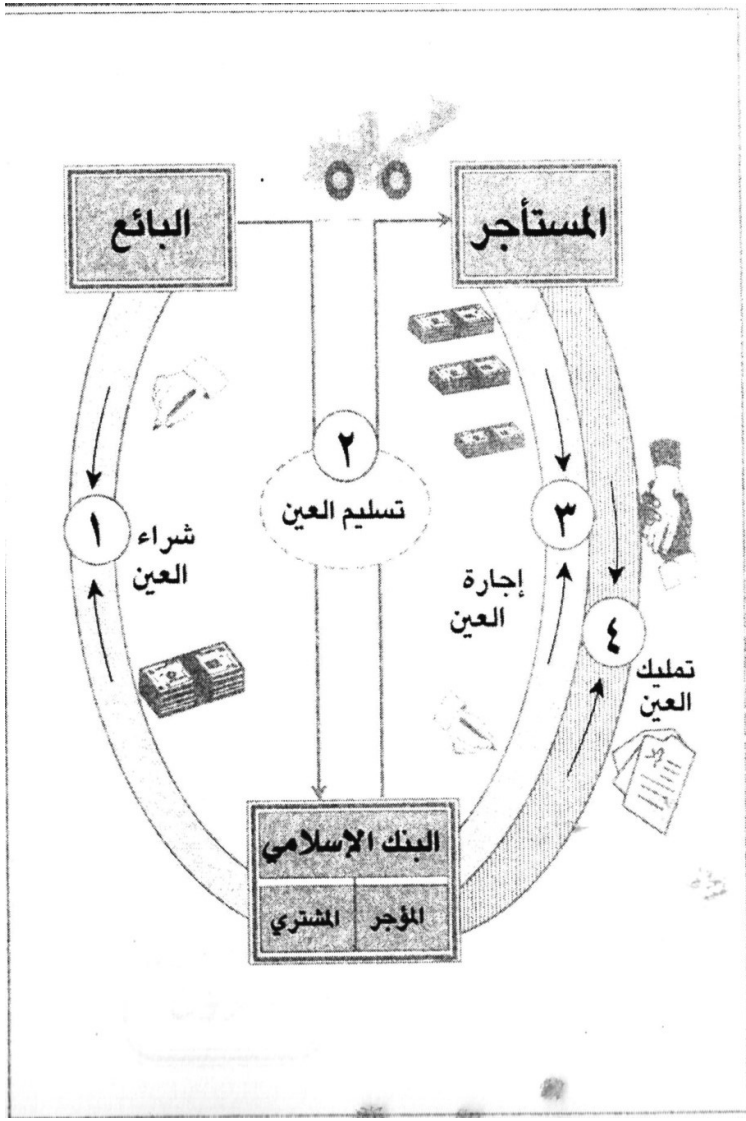 المستأجر
البائع
٢
تسليم العين
١
شراء
العين
٣
إجارة
العين
٤
تمليك
العين
البنك الإسلامي
المؤجر
المشتري